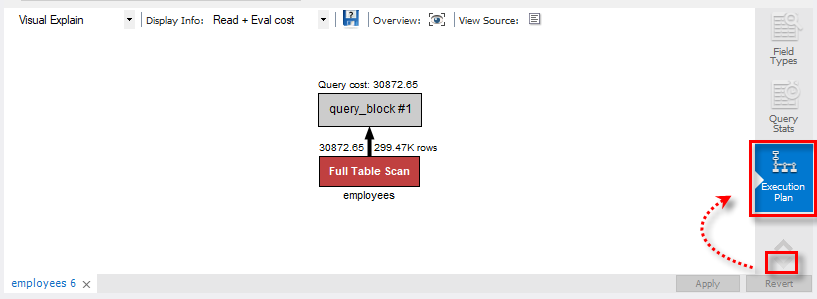 Visual Explain Display Info: Read + Eval cost Overview: View Source:
Field
Types
Query cost: 30872.65
query_block #1
Query
Stats
30872.65 299.47K rows
Full Table Scan
employees
Execution
Plan
employees 6
Apply
Revert